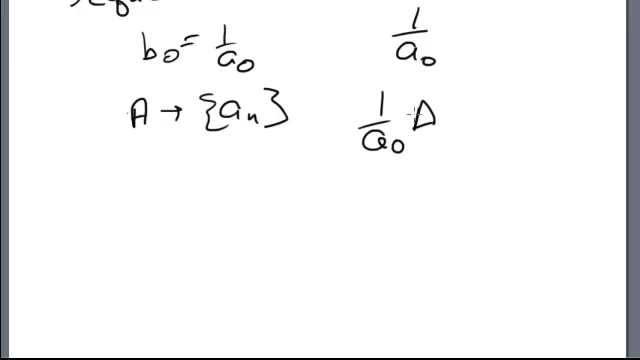 b₀ = 1/a₀
1/a₀
A → {aₙ}
1/a₀ Δ